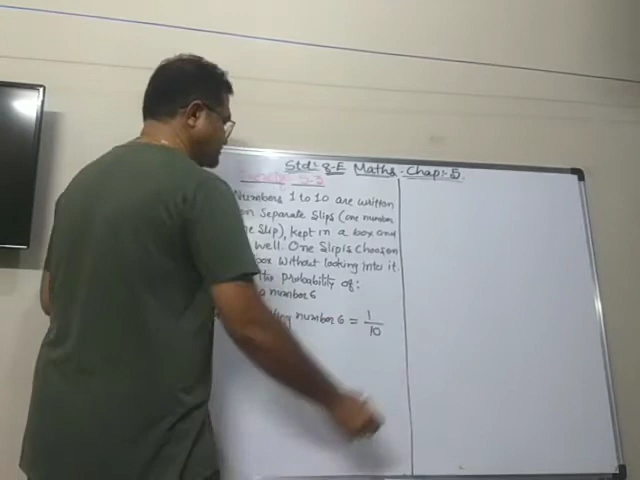 Std:- 8-E Maths - Chap:- 5.
Numbers 1 to 10 are written
on separate slips (one number
slip), kept in a box and
well. One Slip is choosen
box without looking into it.
the probability of:
a number 6
number 6 = 1/10